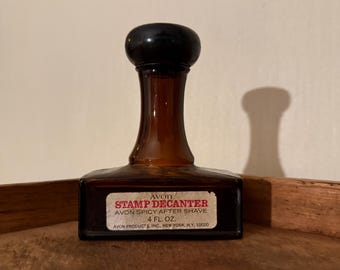 Avon
STAMP DECANTER
AVON SPICY AFTER SHAVE
4 FL. OZ.
AVON PRODUCTS, INC., NEW YORK, N.Y. 10020